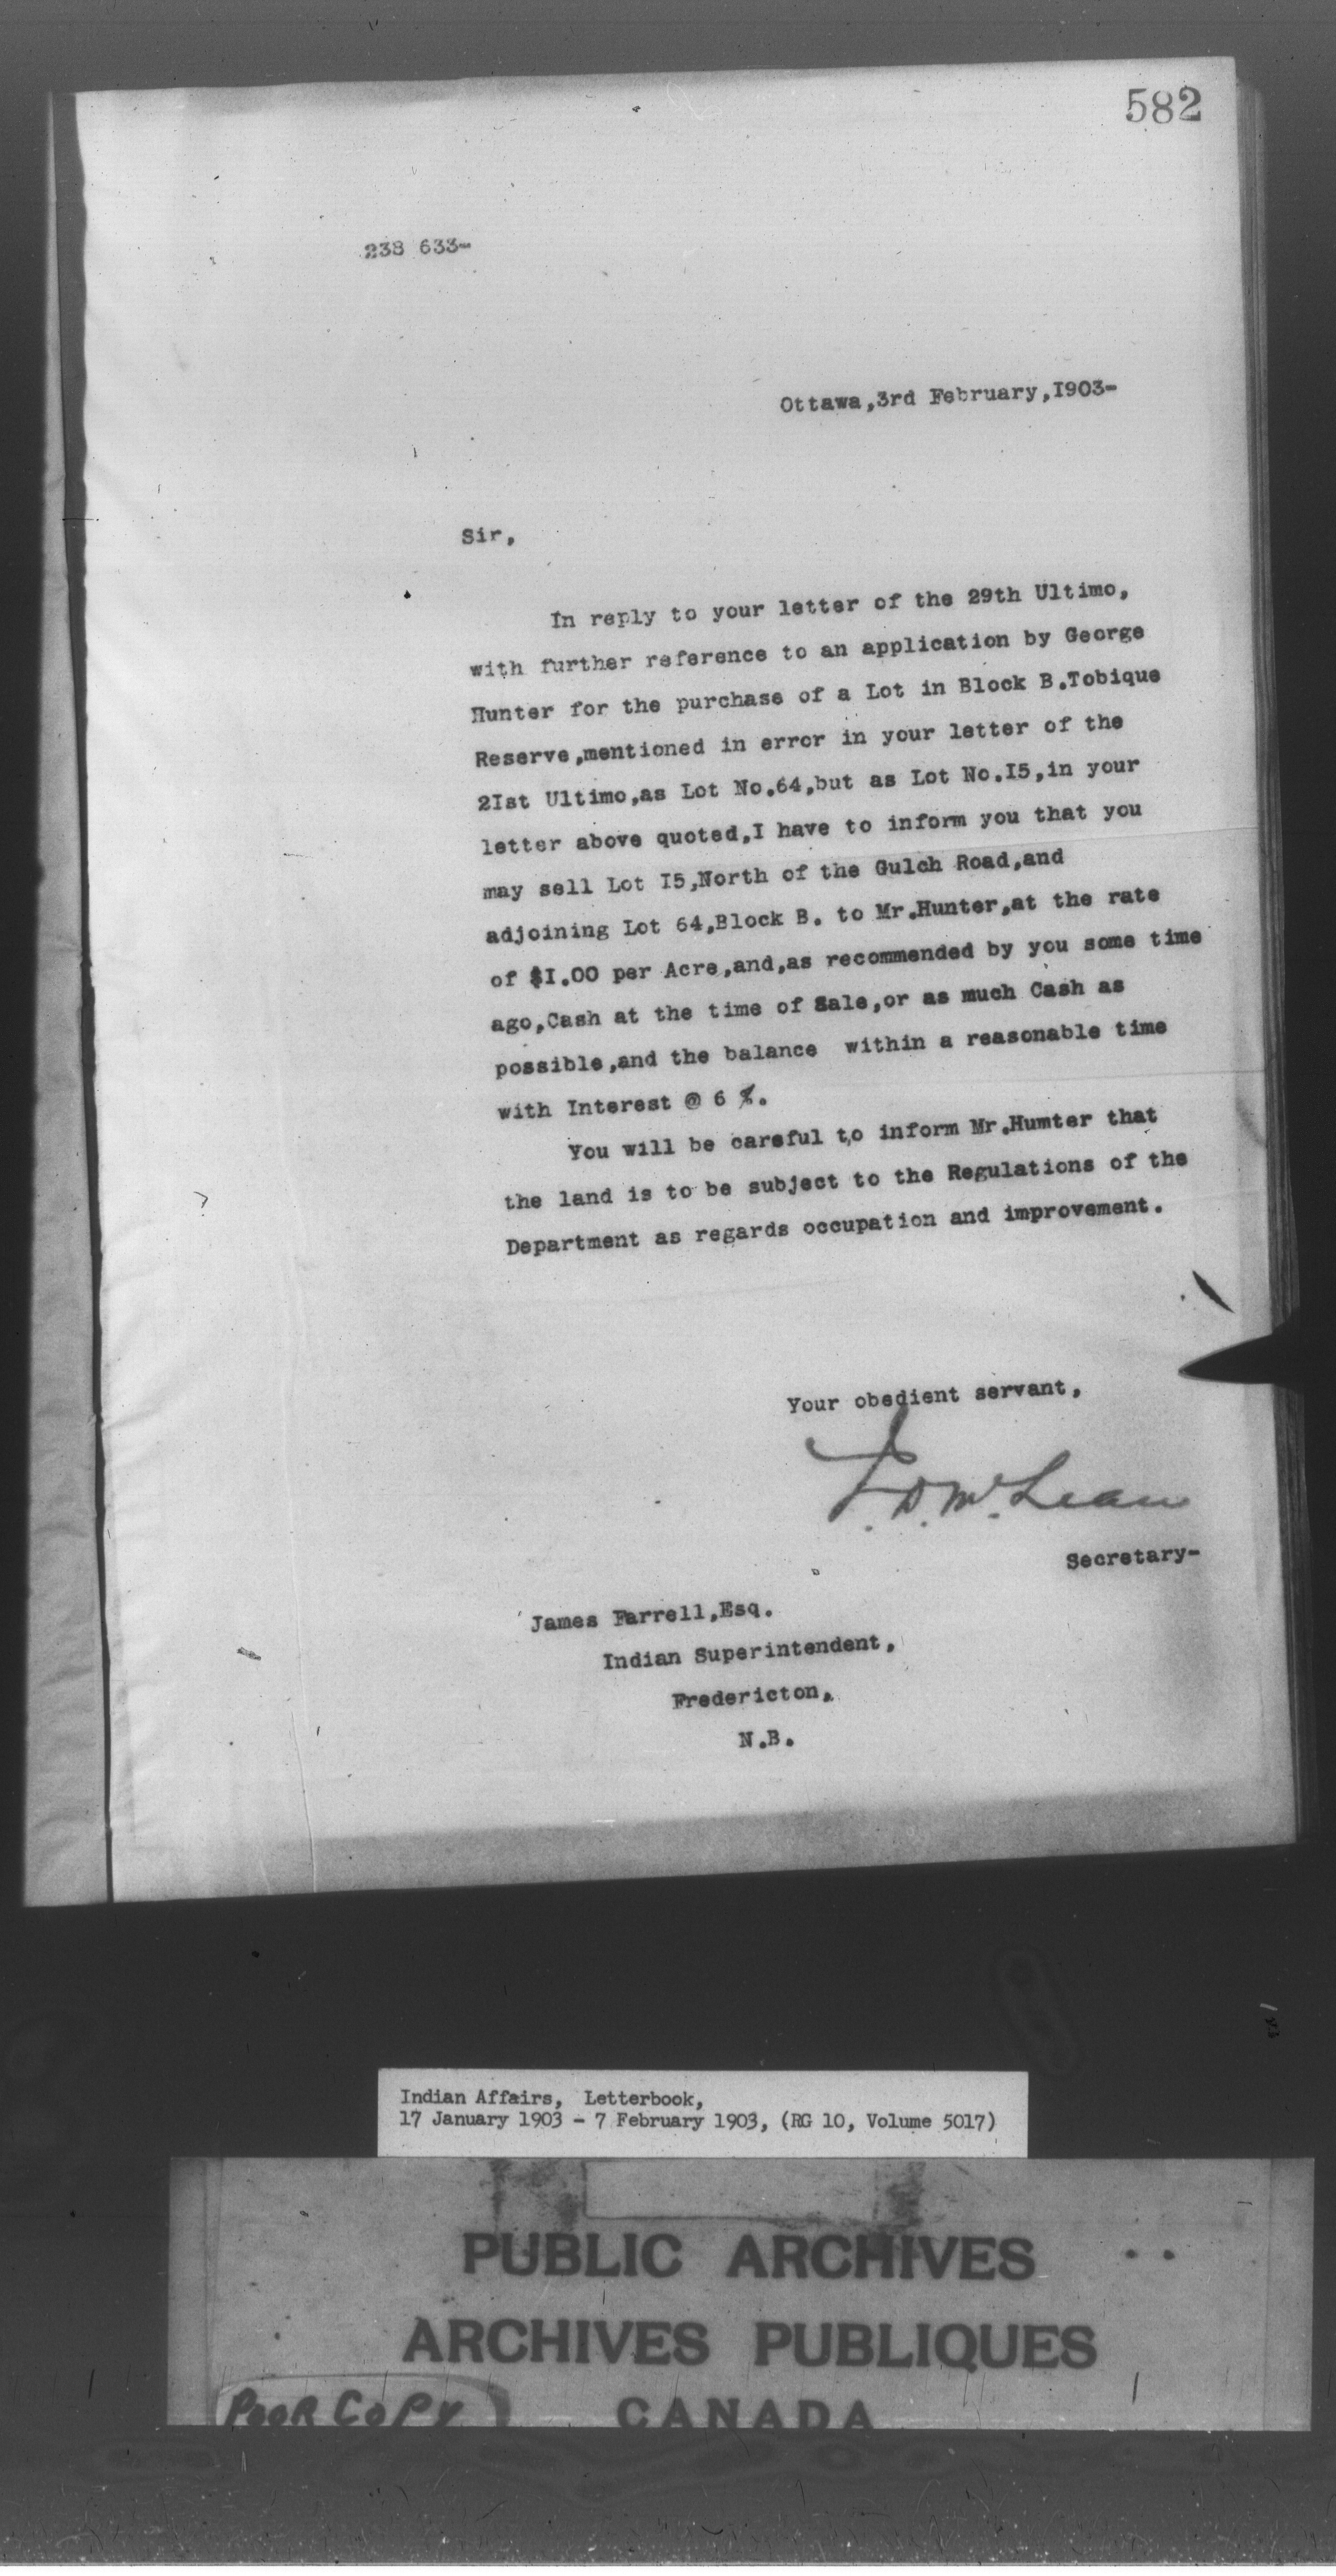 582
238 633-
Ottawa,3rd February,I903-
Sir,
In reply to your letter of the 29th Ultimo,
with further reference to an application by George
Hunter for the purchase of a Lot in Block B.Tobique
Reserve,mentioned in error in your letter of the
2Ist Ultimo,as Lot No.64,but as Lot No.I5,in your
letter above quoted,I have to inform you that you
may sell Lot I5,North of the Gulch Road,and
adjoining Lot 64,Block B. to Mr.Hunter,at the rate
of $I.00 per Acre,and,as recommended by you some time
ago,Cash at the time of Sale,or as much Cash as
possible,and the balance within a reasonable time
with Interest @ 6 %.
You will be careful to inform Mr.Humter that
the land is to be subject to the Regulations of the
Department as regards occupation and improvement.
Your obedient servant,
J. D. McLean
Secretary-
James Farrell,Esq.
Indian Superintendent,
Fredericton,
N.B.
Indian Affairs, Letterbook,
17 January 1903 - 7 February 1903, (RG 10, Volume 5017)
PUBLIC ARCHIVES
ARCHIVES PUBLIQUES
POOR COPY
CANADA